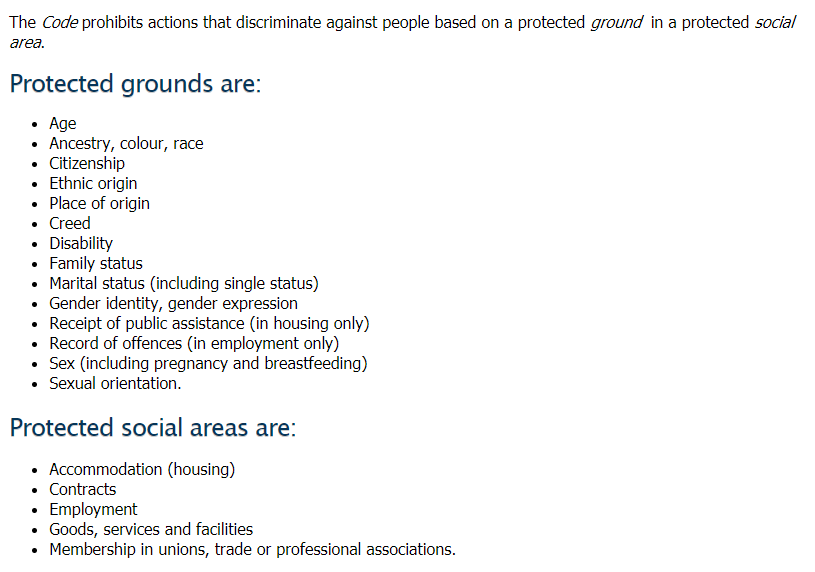 The Code prohibits actions that discriminate against people based on a protected ground in a protected social
area.
Protected grounds are:
• Age
• Ancestry, colour, race
• Citizenship
• Ethnic origin
• Place of origin
• Creed
• Disability
• Family status
• Marital status (including single status)
• Gender identity, gender expression
• Receipt of public assistance (in housing only)
• Record of offences (in employment only)
• Sex (including pregnancy and breastfeeding)
• Sexual orientation.
Protected social areas are:
• Accommodation (housing)
• Contracts
• Employment
• Goods, services and facilities
• Membership in unions, trade or professional associations.